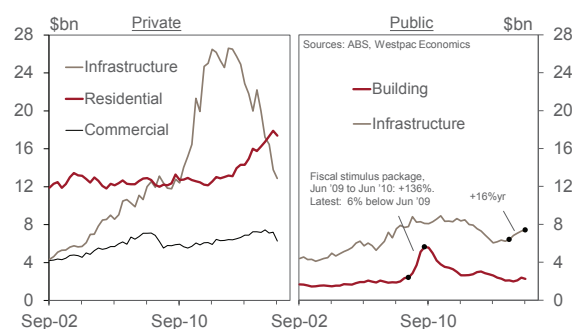 $bn
Private
Public
$bn
28
24
20
16
12
8
4
0
Infrastructure
Residential
Commercial
Sep-02
Sep-10
Sources: ABS, Westpac Economics
Building
Infrastructure
Fiscal stimulus package,
Jun '09 to Jun '10: +136%.
Latest:  6% below Jun '09
+16%yr
28
24
20
16
12
8
4
0
Sep-02
Sep-10